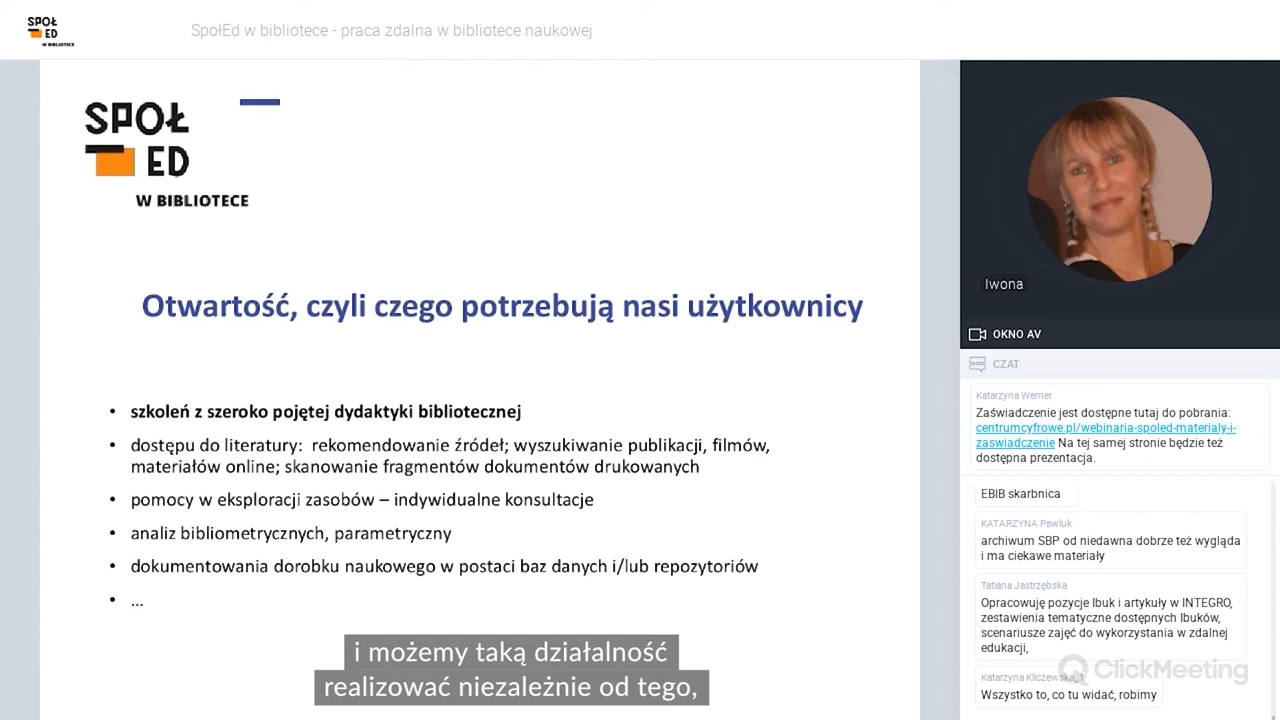 SPOŁ
ED
W BIBLIOTECE
SpołEd w bibliotece - praca zdalna w bibliotece naukowej
SPOŁ
ED
W BIBLIOTECE
Otwartość, czyli czego potrzebują nasi użytkownicy
• szkoleń z szeroko pojętej dydaktyki bibliotecznej
• dostępu do literatury: rekomendowanie źródeł; wyszukiwanie publikacji, filmów,
materiałów online; skanowanie fragmentów dokumentów drukowanych
• pomocy w eksploracji zasobów – indywidualne konsultacje
• analiz bibliometrycznych, parametryczny
• dokumentowania dorobku naukowego w postaci baz danych i/lub repozytoriów
• ...
i możemy taką działalność
realizować niezależnie od tego,
Iwona
OKNO AV
CZAT
Katarzyna Werner
Zaświadczenie jest dostępne tutaj do pobrania:
centrumcyfrowe.pl/webinaria-spoled-materialy-i-
zaswiadczenie Na tej samej stronie będzie też
dostępna prezentacja.
EBIB skarbnica
KATARZYNA Pawluk
archiwum SBP od niedawna dobrze też wygląda
i ma ciekawe materiały
Tatiana Jastrzębska
Opracowuję pozycje Ibuk i artykuły w INTEGRO,
zestawienia tematyczne dostępnych Ibuków,
scenariusze zajęć do wykorzystania w zdalnej
edukacji,
ClickMeeting
Katarzyna Kliczewska_1
Wszystko to, co tu widać, robimy